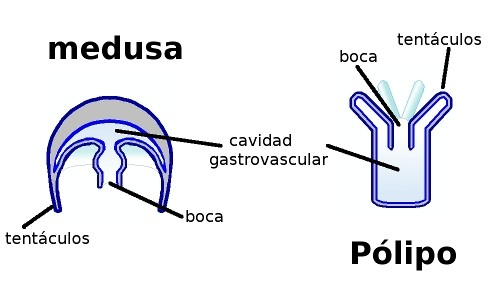 medusa
tentáculos
boca
cavidad
gastrovascular
boca
tentáculos
Pólipo